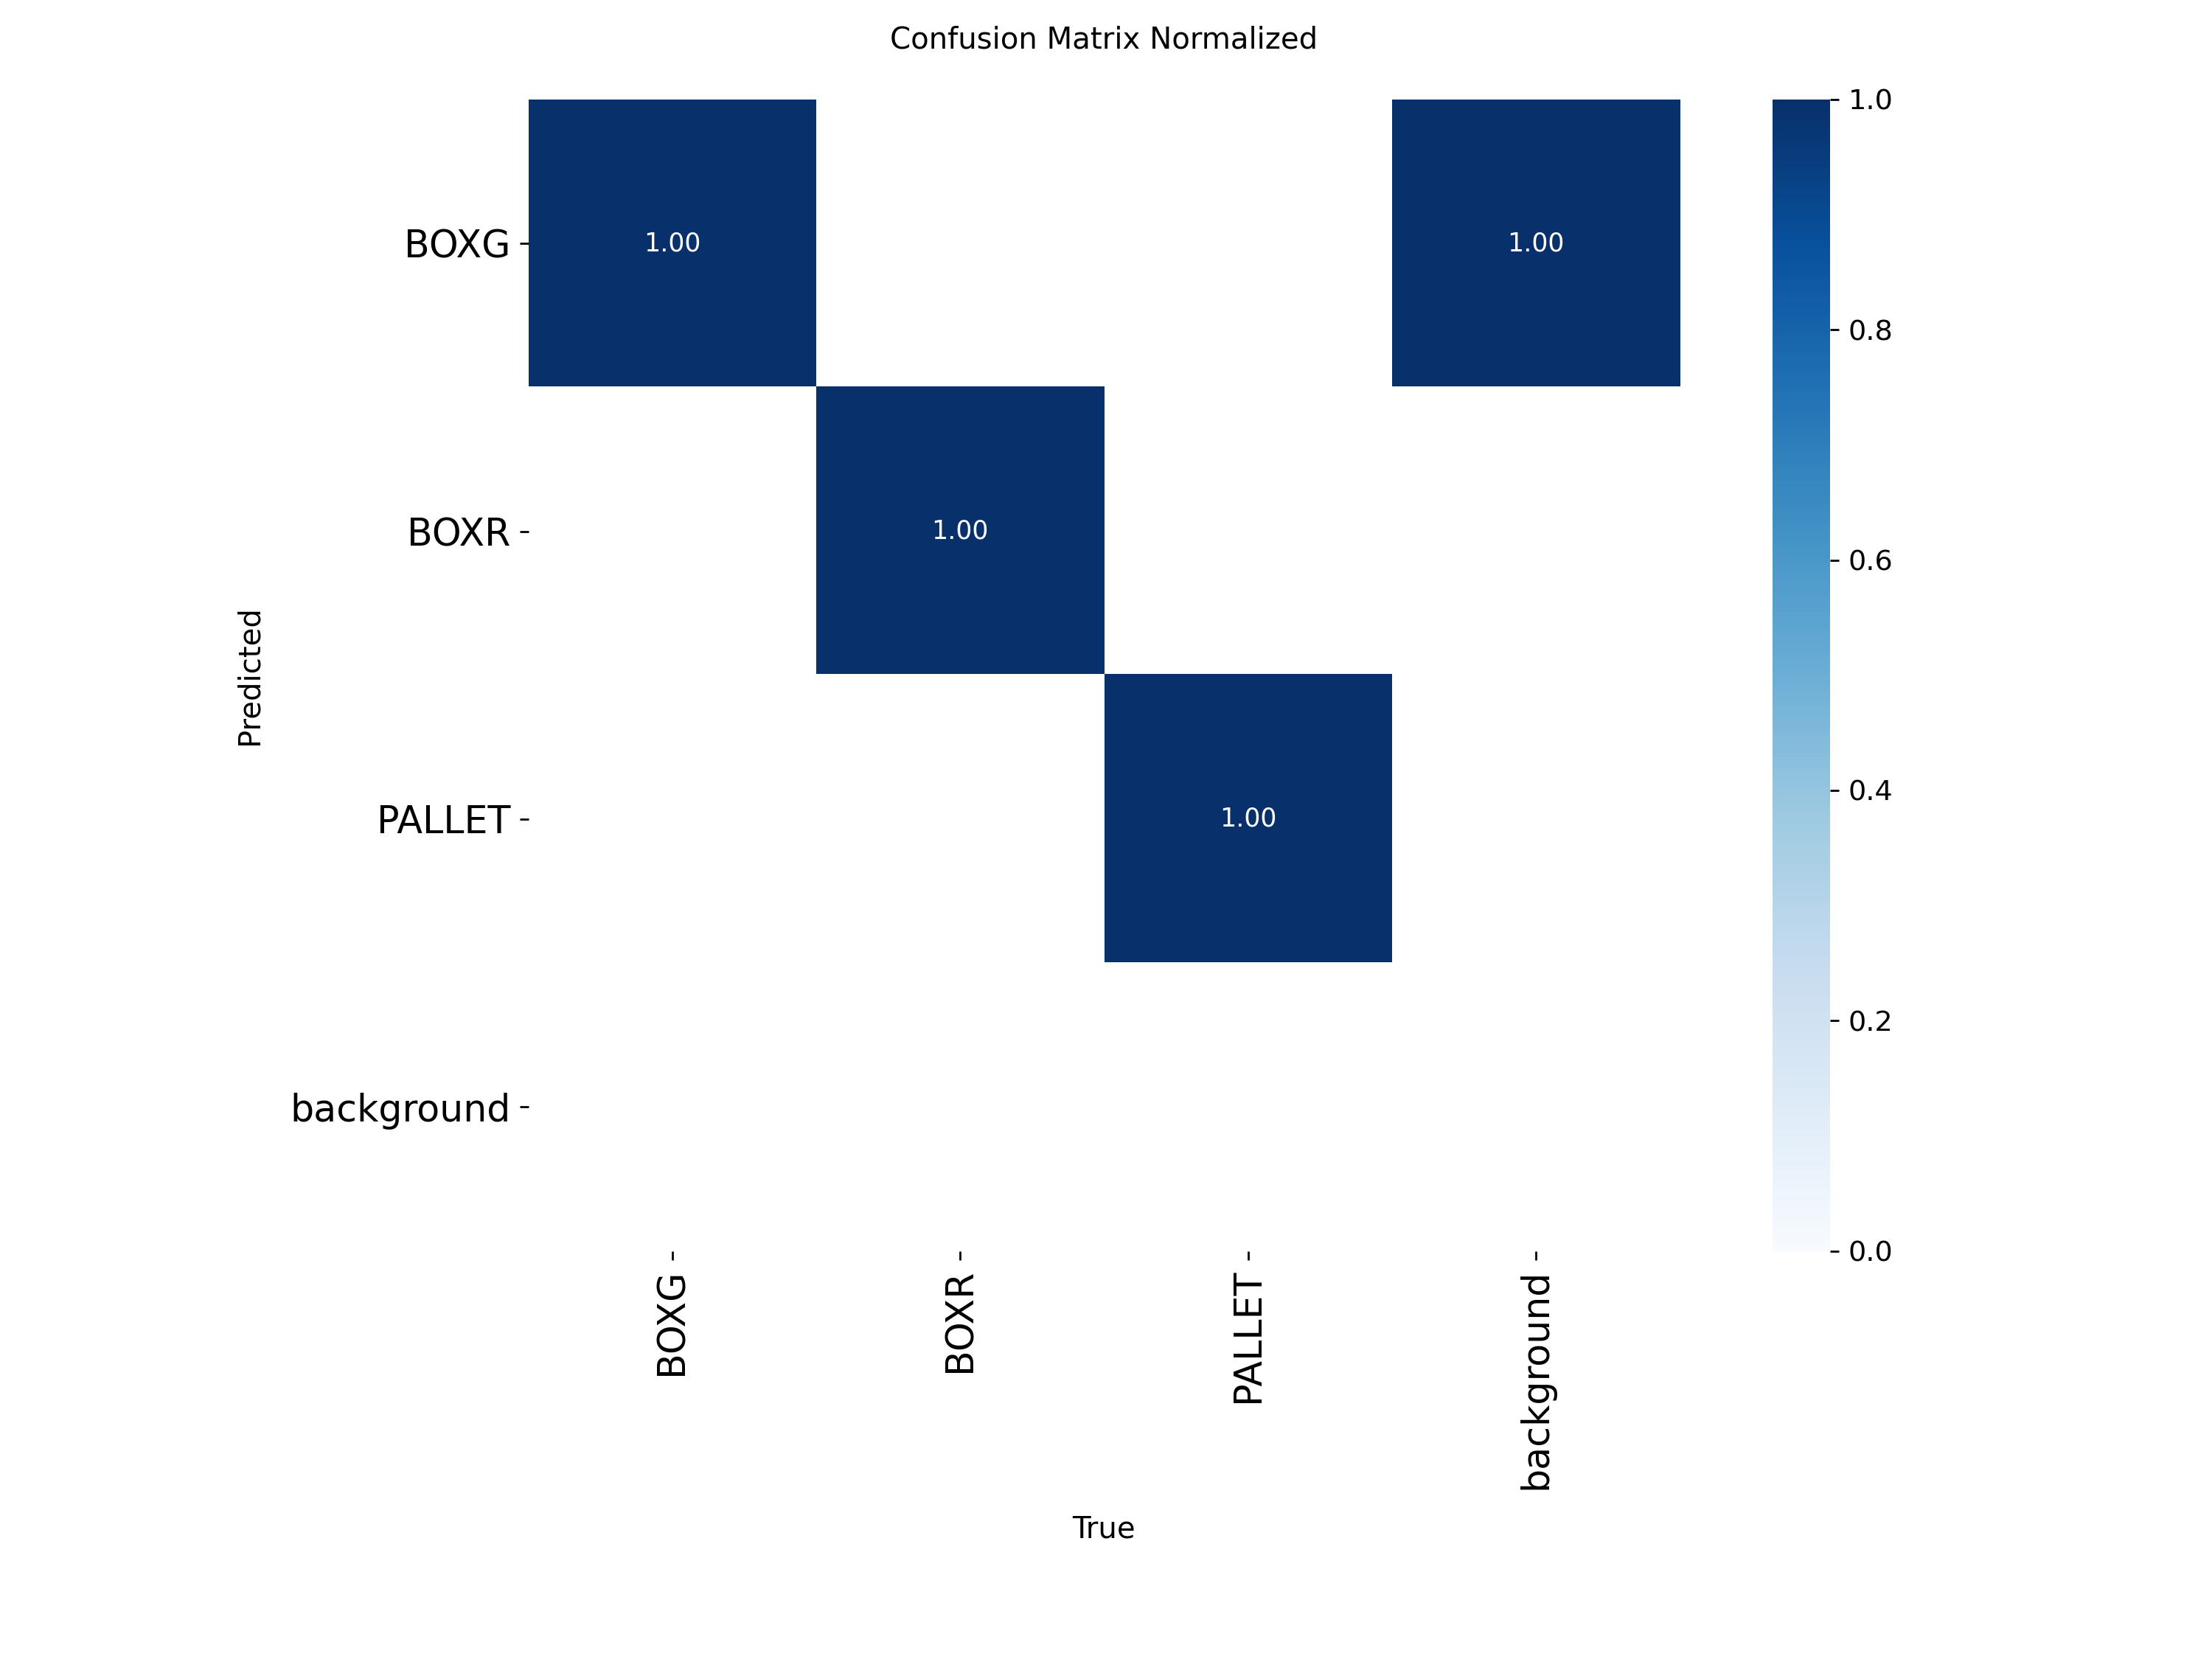 Confusion Matrix Normalized
1.0
BOXG
1.00
1.00
0.8
BOXR
1.00
0.6
Predicted
PALLET
1.00
0.4
background
0.2
0.0
BOXG
BOXR
PALLET
background
True